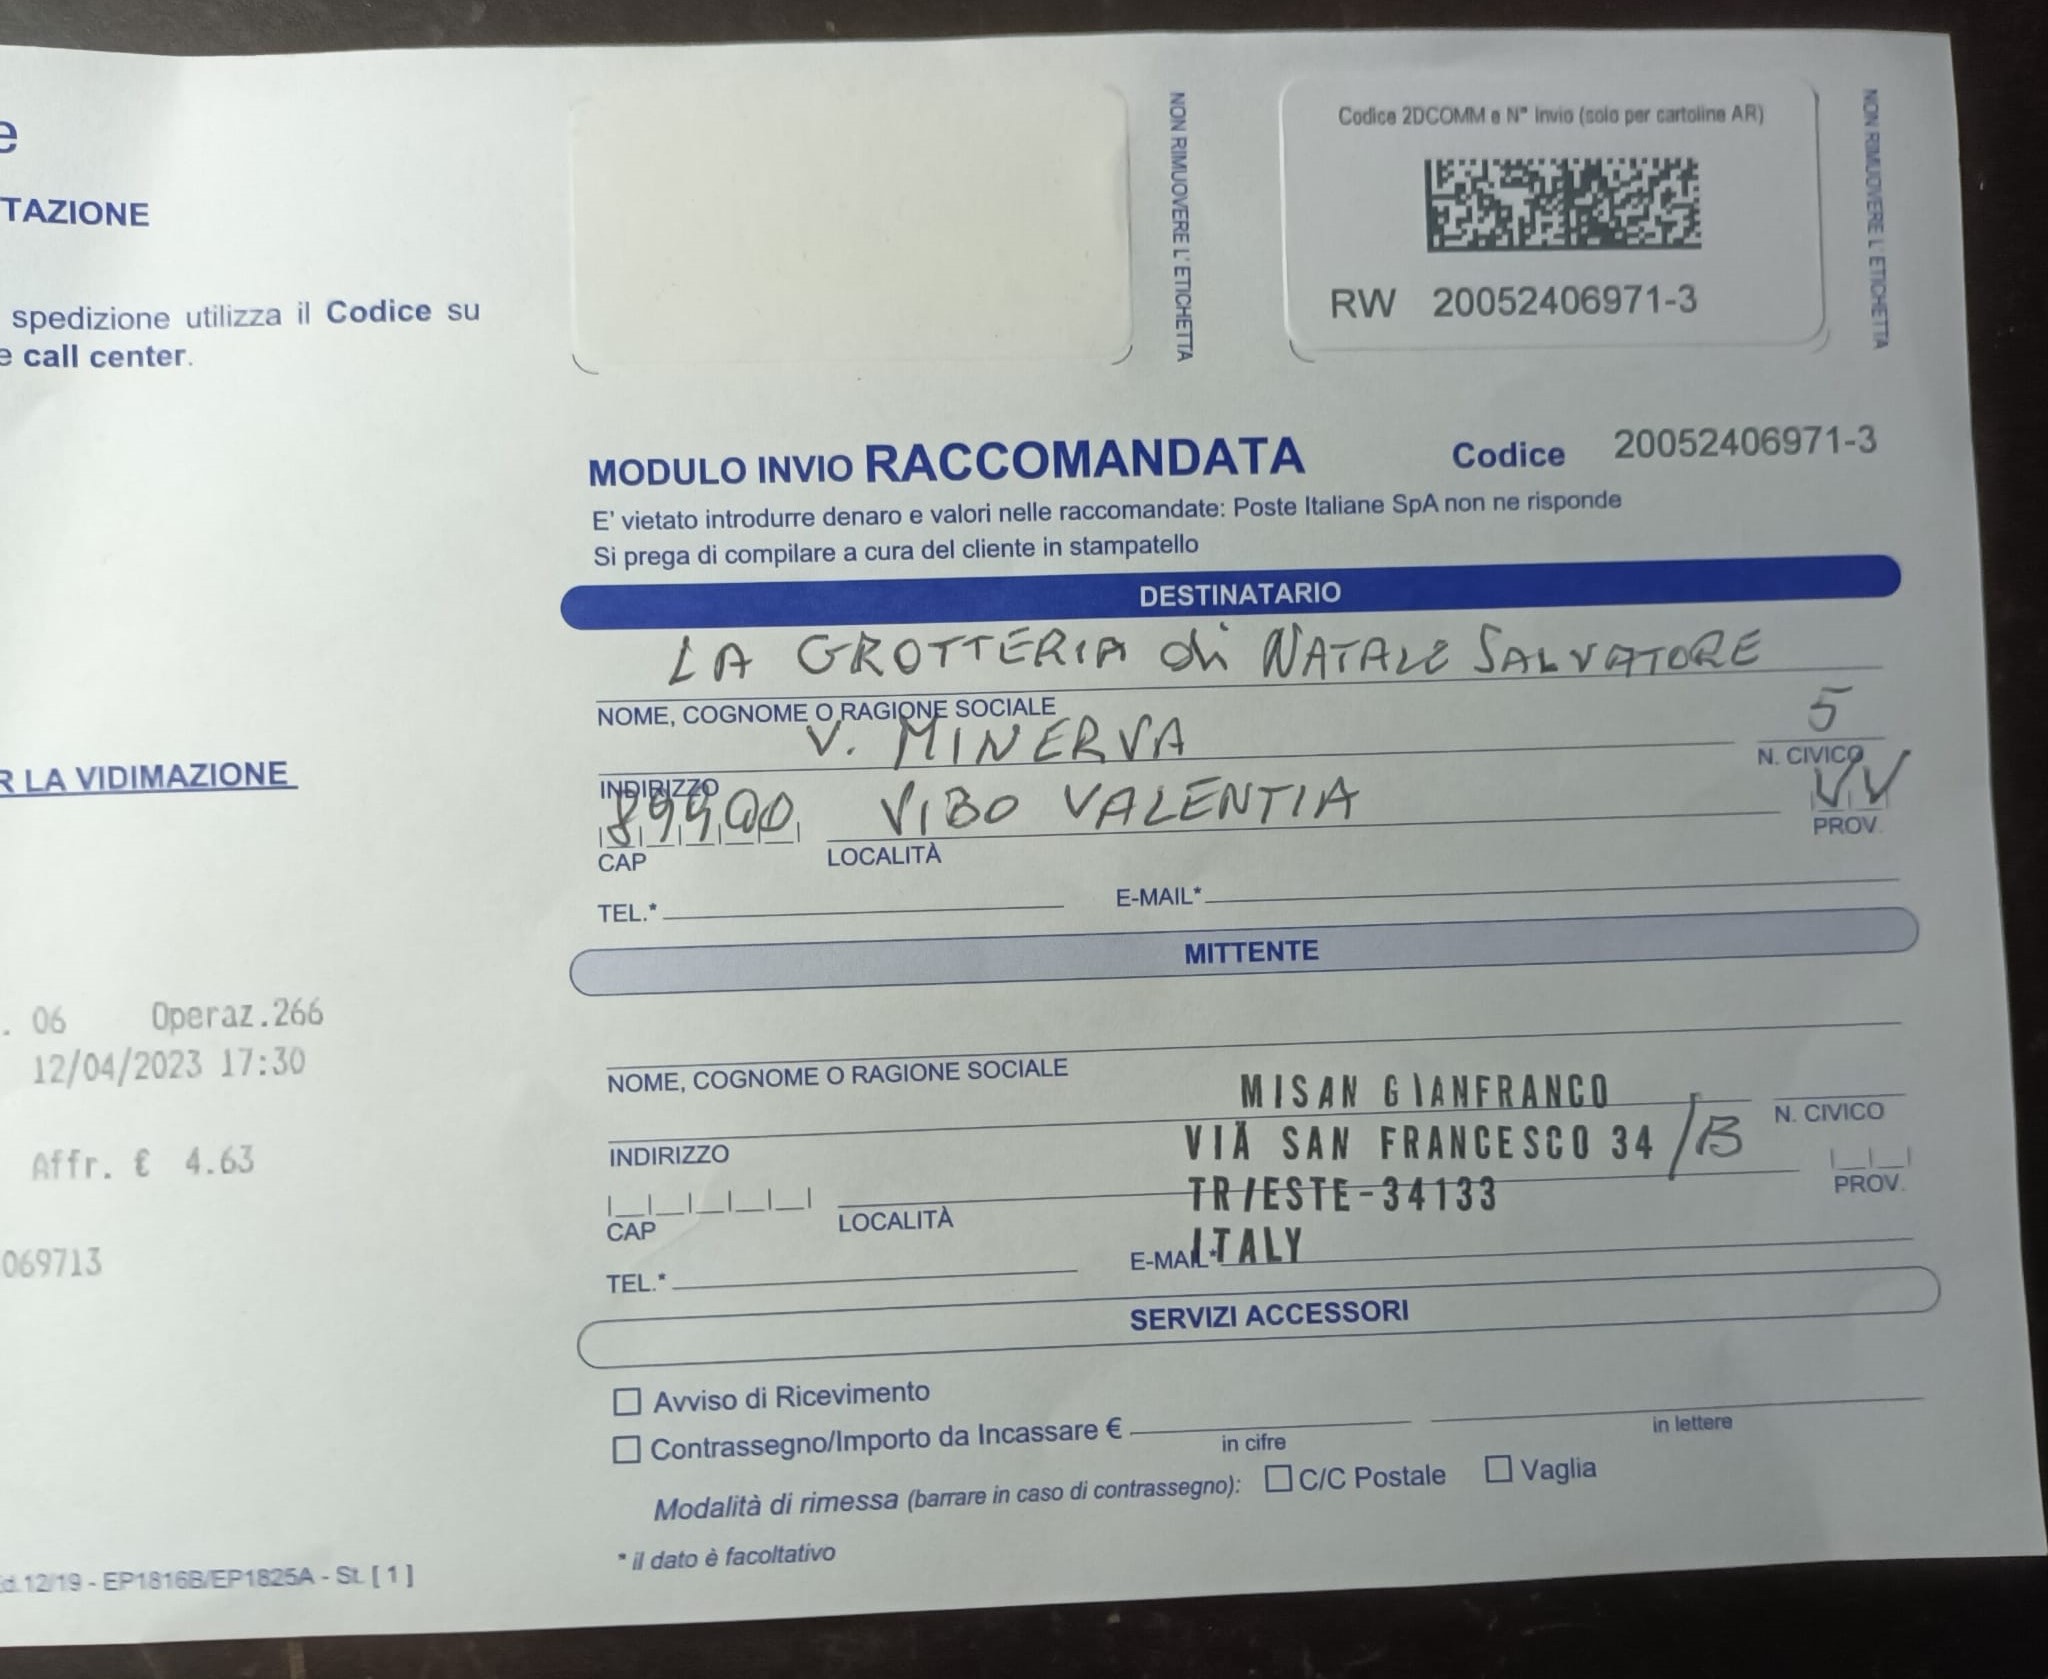 e
TAZIONE
spedizione utilizza il Codice su
e call center.
R LA VIDIMAZIONE
. 06 Operaz.266
12/04/2023 17:30
Affr. € 4.63
069713
d.12/19 - EP1816B/EP1825A - St. [ 1 ]
NON RIMUOVERE L'ETICHETTA
Codice 2DCOMM e N° Invio (solo per cartoline AR)
RW 20052406971-3
NON RIMUOVERE L'ETICHETTA
MODULO INVIO RACCOMANDATA Codice 20052406971-3
E' vietato introdurre denaro e valori nelle raccomandate: Poste Italiane SpA non ne risponde
Si prega di compilare a cura del cliente in stampatello
DESTINATARIO
LA GROTTERIA di NATALE SALVATORE
NOME, COGNOME O RAGIONE SOCIALE
V. MINERVA 5
INDIRIZZO N. CIVICO
89900 VIBO VALENTIA VV
CAP LOCALITÀ PROV.
TEL.* E-MAIL*
MITTENTE
NOME, COGNOME O RAGIONE SOCIALE
MISAN GIANFRANCO
N. CIVICO
VIA SAN FRANCESCO 34 /B
INDIRIZZO
TRIESTE-34133
PROV.
CAP LOCALITÀ
ITALY
TEL.* E-MAIL*
SERVIZI ACCESSORI
Avviso di Ricevimento
Contrassegno/Importo da Incassare €
in cifre in lettere
Modalità di rimessa (barrare in caso di contrassegno): C/C Postale Vaglia
* il dato è facoltativo